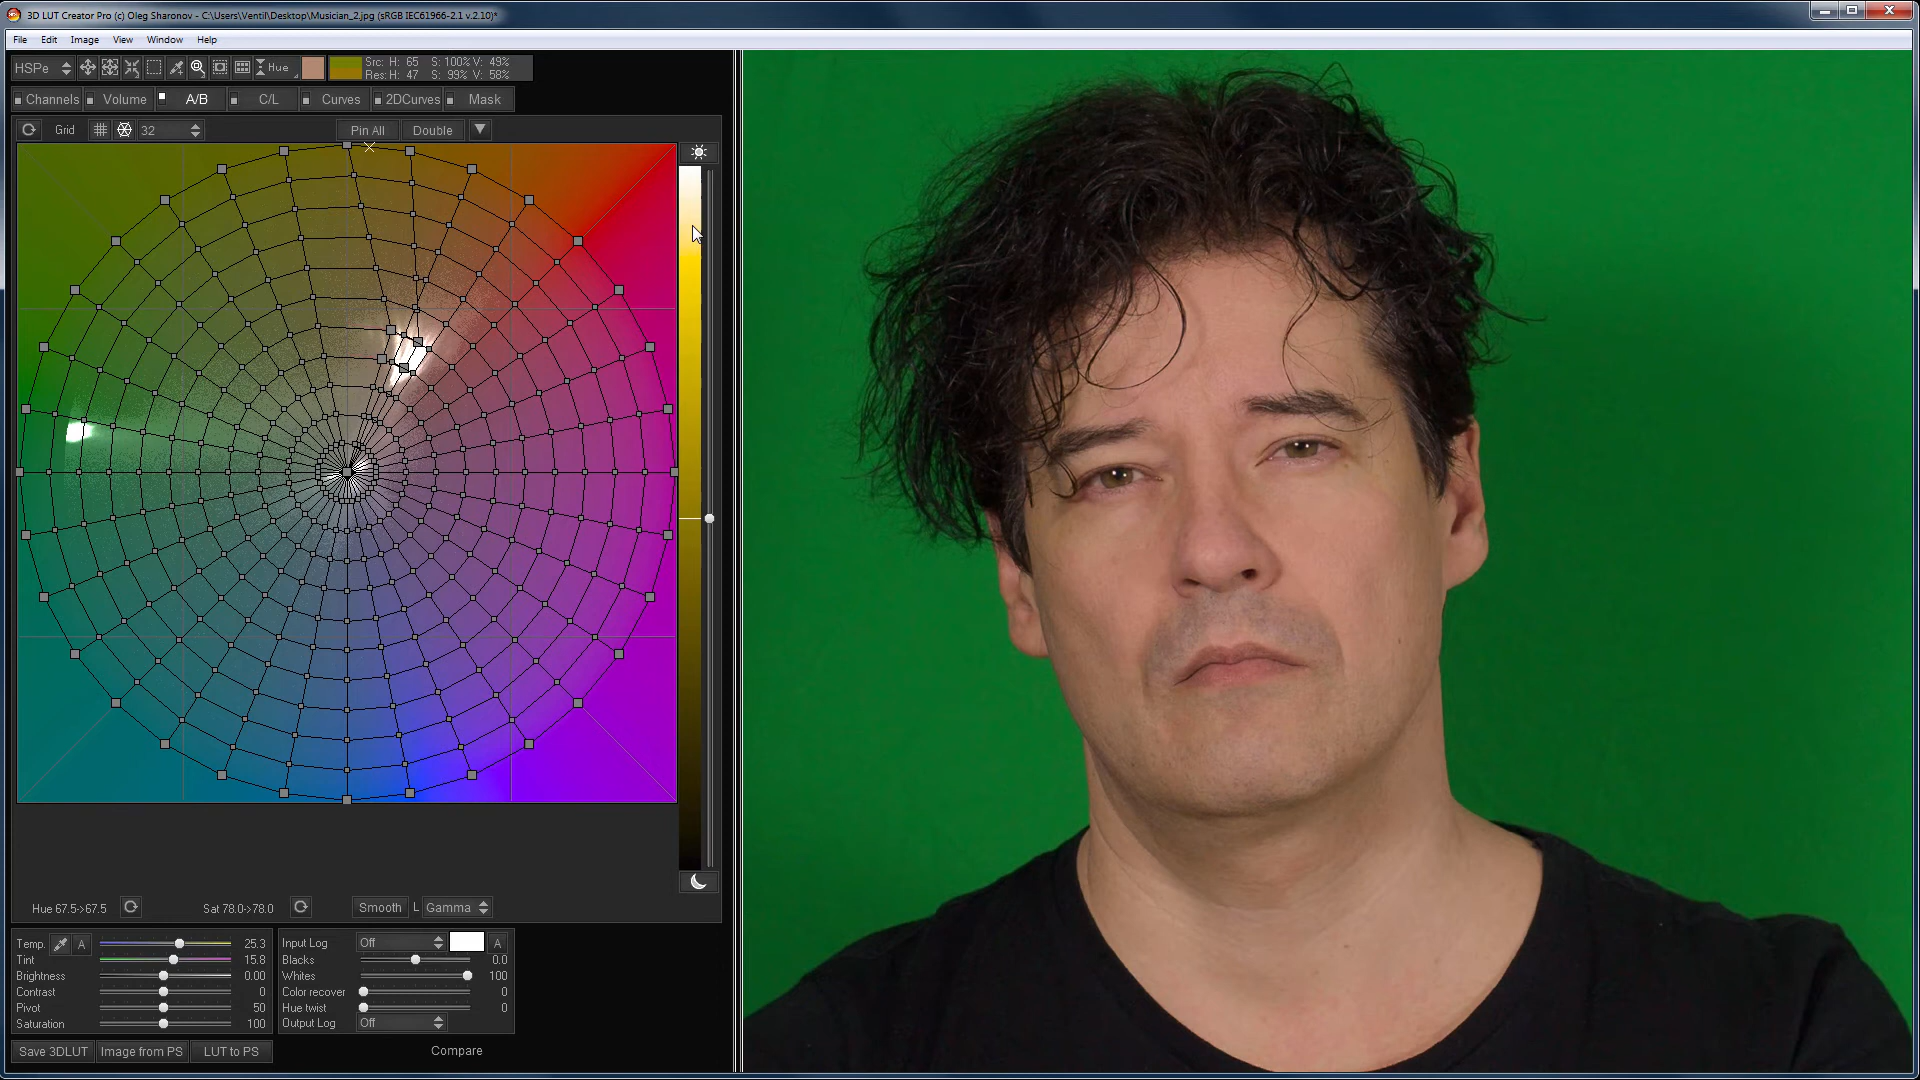 3D LUT Creator Pro (c) Oleg Sharonov - C:\Users\Ventil\Desktop\Musician_2.jpg (sRGB IEC61966-2.1 v.2.10)*
File Edit Image View Window Help
HSPe Hue Src: H: 65 S: 100% V: 49%
Res: H: 47 S: 99% V: 58%
Channels Volume A/B C/L Curves 2DCurves Mask
Grid 32 Pin All Double
Hue 67.5->67.5 Sat 78.0->78.0 Smooth L Gamma
Temp. A 25.3 Input Log Off A
Tint 15.8 Blacks 0.0
Brightness 0.00 Whites 100
Contrast 0 Color recover 0
Pivot 50 Hue twist 0
Saturation 100 Output Log Off
Save 3DLUT Image from PS LUT to PS Compare